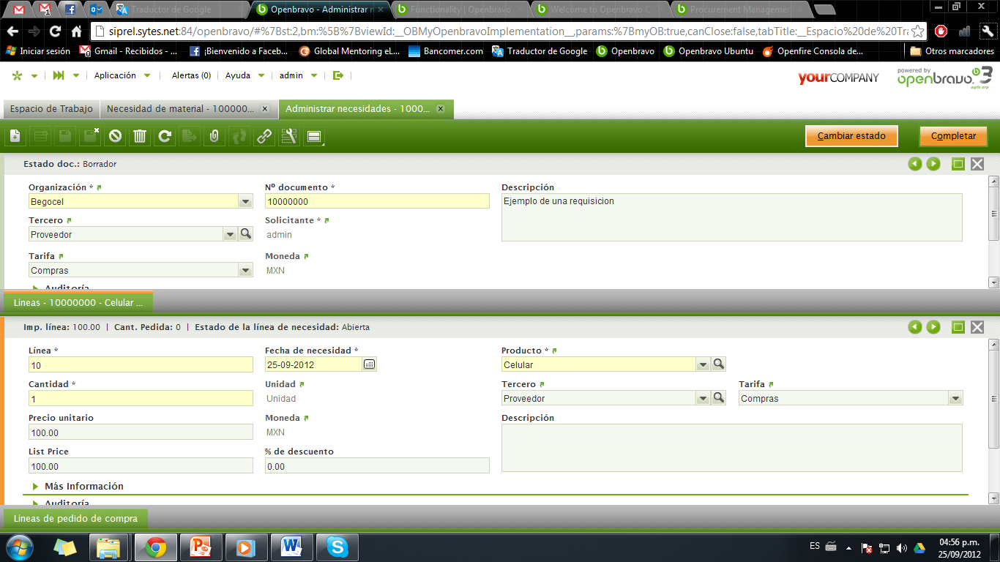 Traductor de Google
Openbravo - Administrar n
Functionality | Openbravo
Welcome to Openbravo C
Procurement Management
siprel.sytes.net:84/openbravo/#%7Bst:2,bm:%5B%7BviewId:__OBMyOpenbravoImplementation__,params:%7BmyOB:true,canClose:false,tabTitle:__Espacio%20de%20Tra
Iniciar sesión
Gmail - Recibidos - ...
¡Bienvenido a Faceb...
Global Mentoring eL...
Bancomer.com
Traductor de Google
Openbravo
Openbravo Ubuntu
Openfire Consola de...
Otros marcadores
Aplicación
Alertas (0)
Ayuda
admin
yourCOMPANY
powered by
openbravo 3
agile erp
Espacio de Trabajo
Necesidad de material - 100000...
Administrar necesidades - 1000...
Cambiar estado
Completar
Estado doc.: Borrador
Organización *
Nº documento *
Descripción
Begocel
10000000
Ejemplo de una requisicion
Tercero
Solicitante *
Proveedor
admin
Tarifa
Moneda
Compras
MXN
Auditoría
Líneas - 10000000 - Celular ...
Imp. línea: 100.00 | Cant. Pedida: 0 | Estado de la línea de necesidad: Abierta
Línea *
Fecha de necesidad *
Producto *
10
25-09-2012
Celular
Cantidad *
Unidad
Tercero
Tarifa
1
Unidad
Proveedor
Compras
Precio unitario
Moneda
Descripción
100.00
MXN
List Price
% de descuento
100.00
0.00
Más Información
Auditoría
Líneas de pedido de compra
ES
04:56 p.m.
25/09/2012